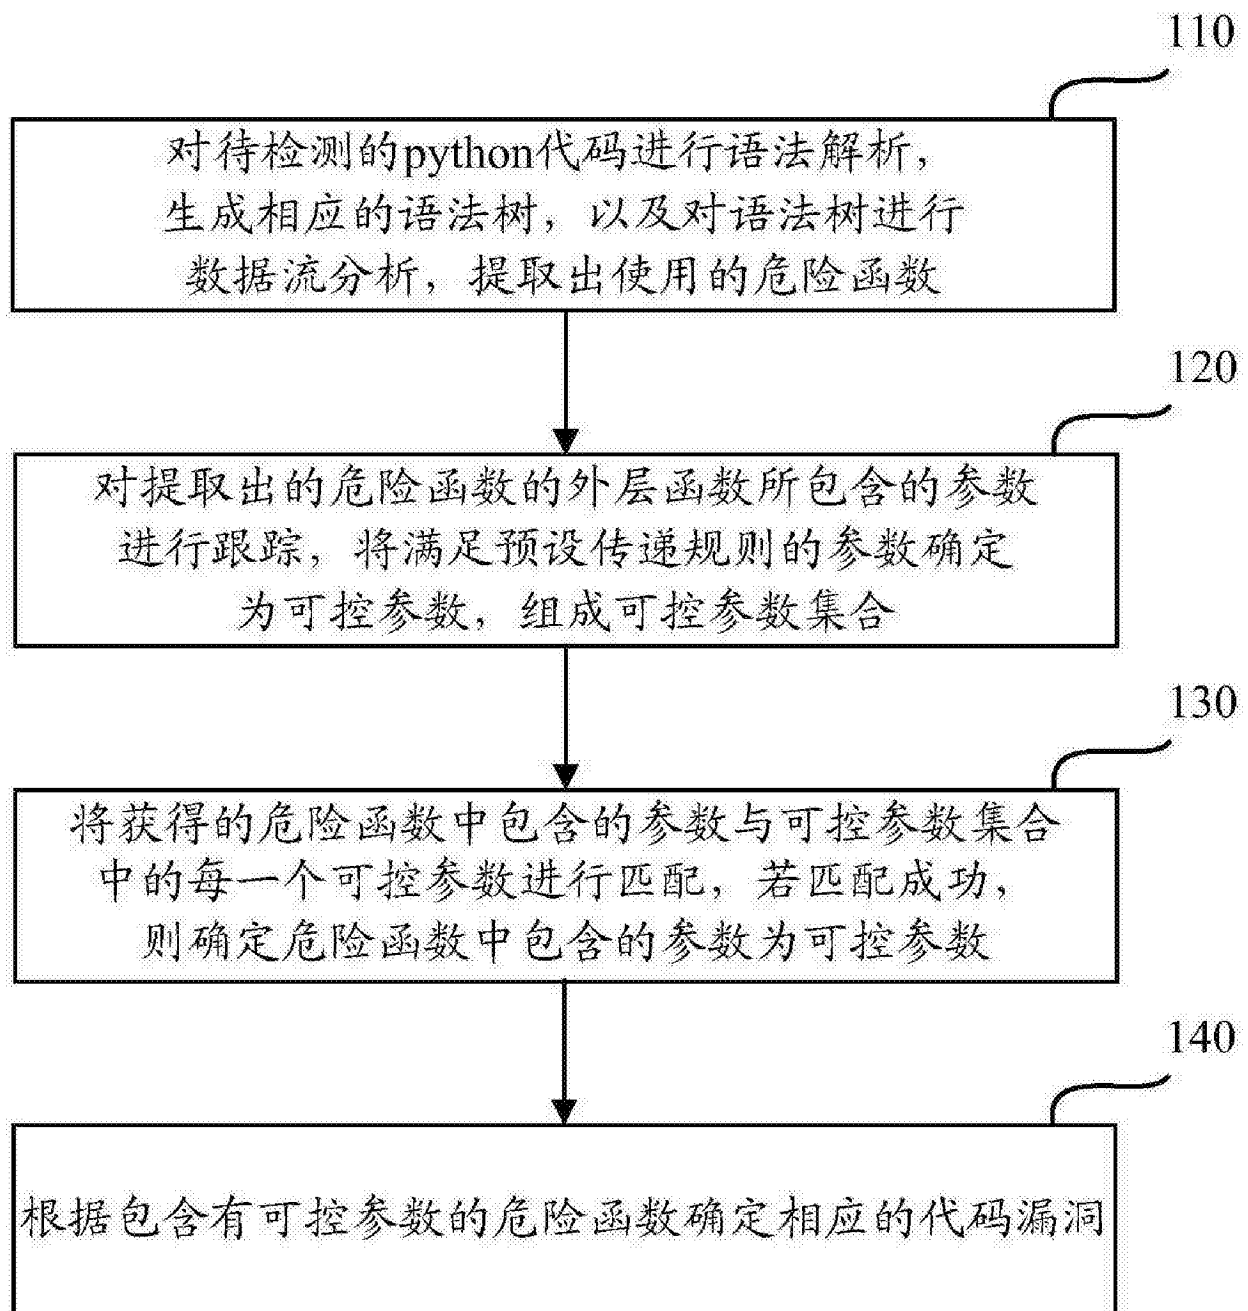 110
对待检测的python代码进行语法解析，
生成相应的语法树，以及对语法树进行
数据流分析，提取出使用的危险函数
120
对提取出的危险函数的外层函数所包含的参数
进行跟踪，将满足预设传递规则的参数确定
为可控参数，组成可控参数集合
130
将获得的危险函数中包含的参数与可控参数集合
中的每一个可控参数进行匹配，若匹配成功，
则确定危险函数中包含的参数为可控参数
140
根据包含有可控参数的危险函数确定相应的代码漏洞